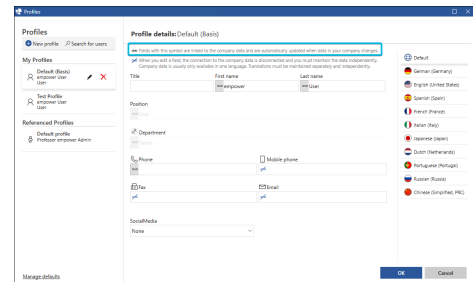 Profiles
Profiles
New profile
Search for users
My Profiles
Default (Basis)
empower User
User
Test Profile
empower User
User
Referenced Profiles
Default profile
Professor empower Admin
Manage defaults
Profile details: Default (Basis)
Fields with this symbol are linked to the company data and are automatically updated when data in your company changes.
When you edit a field, the connection to the company data is disconnected and you must maintain the data independently.
Company data is usually only available in one language. Translations must be maintained separately and independently.
Title
First name
Last name
empower
User
Position
User
Department
Phone
Mobile phone
Fax
Email
SocialMedia
None
Default
German (Germany)
English (United States)
Spanish (Spain)
French (France)
Italian (Italy)
Japanese (Japan)
Dutch (Netherlands)
Portuguese (Portugal)
Russian (Russia)
Chinese (Simplified, PRC)
OK
Cancel